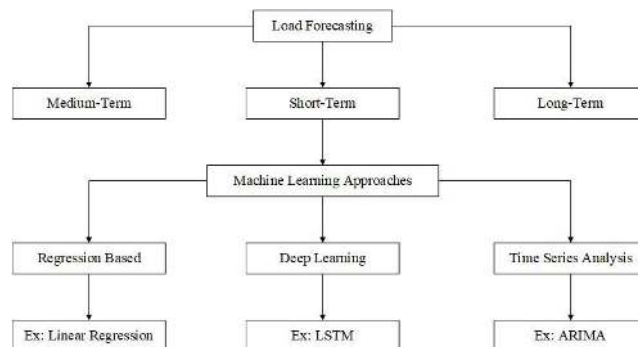 Load Forecasting
Medium-Term
Short-Term
Long-Term
Machine Learning Approaches
Regression Based
Deep Learning
Time Series Analysis
Ex: Linear Regression
Ex: LSTM
Ex: ARIMA